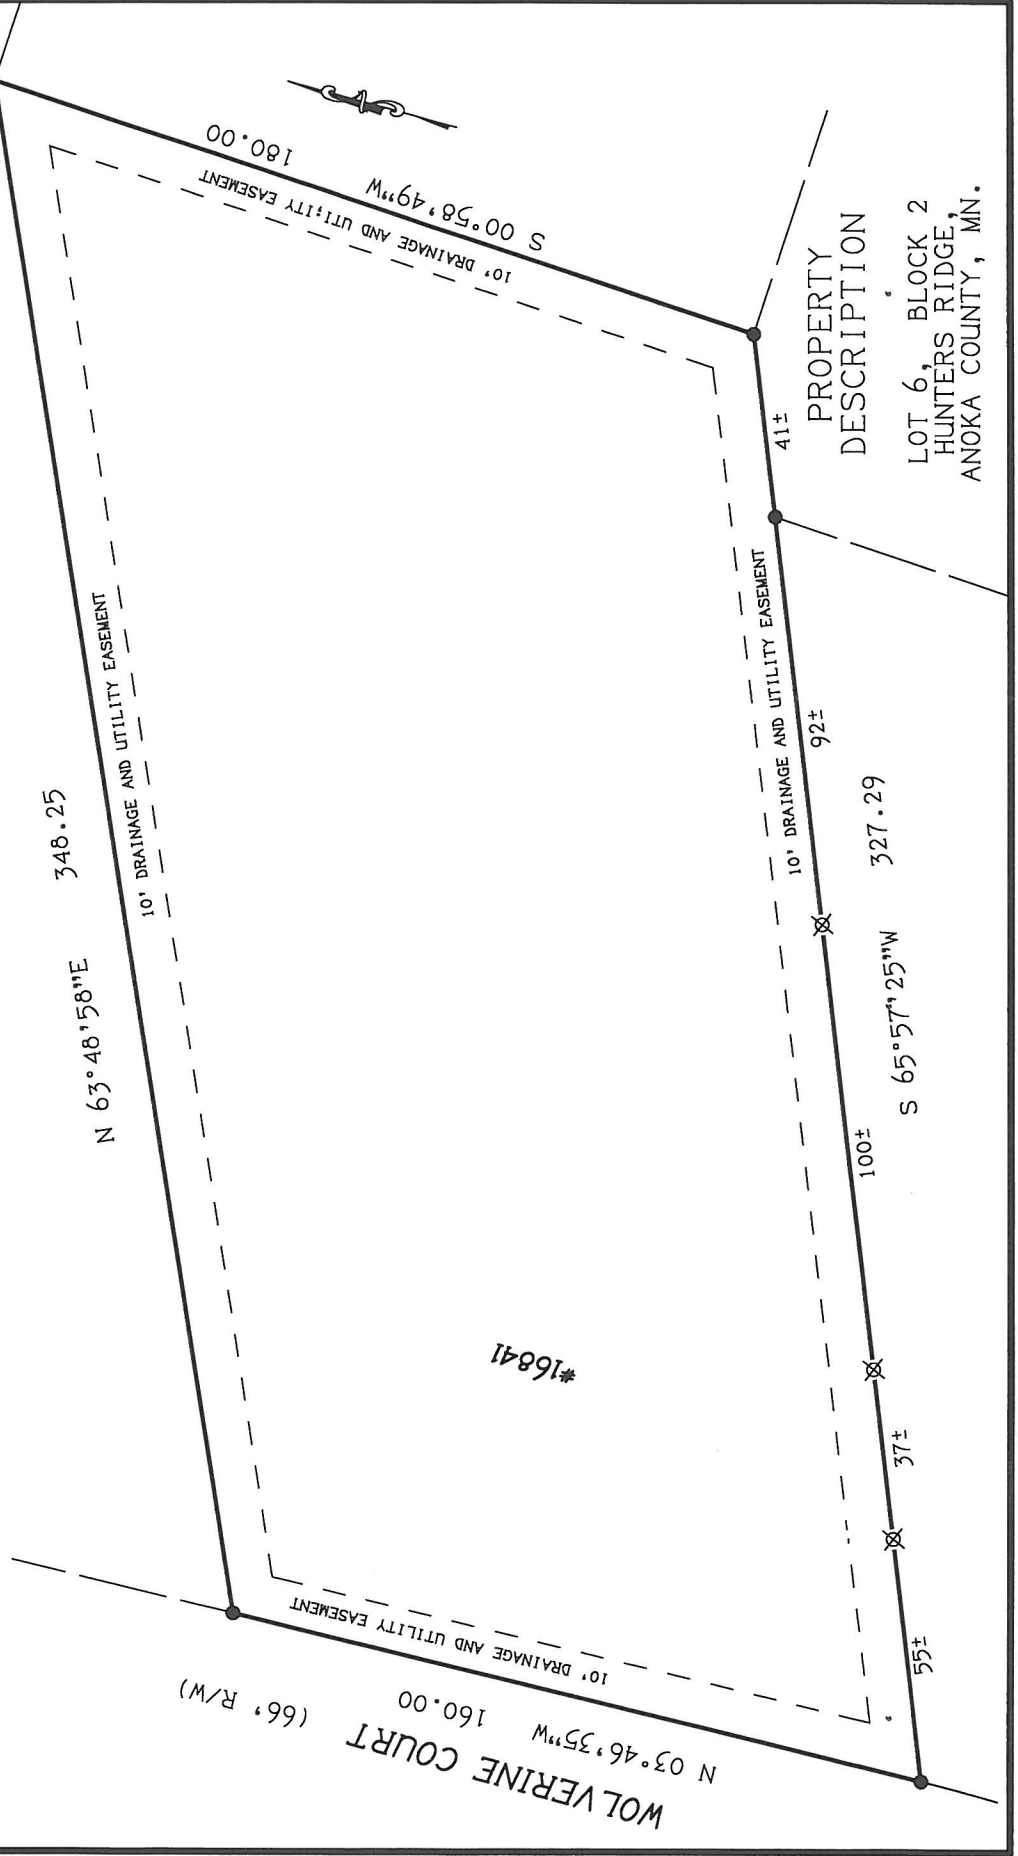 180.00
S 00°58'49"W
10' DRAINAGE AND UTI;ITY EASEMENT
N 63°48'58"E 348.25
10' DRAINAGE AND UTILITY EASEMENT
41±
10' DRAINAGE AND UTILITY EASEMENT
92±
100±
37±
55±
S 65°57'25"W 327.29
PROPERTY
DESCRIPTION
LOT 6, BLOCK 2
HUNTERS RIDGE,
ANOKA COUNTY, MN.
#16841
10' DRAINAGE AND UTILITY EASEMENT
N 03°46'35"W 160.00
WOLVERINE COURT (66' R/W)